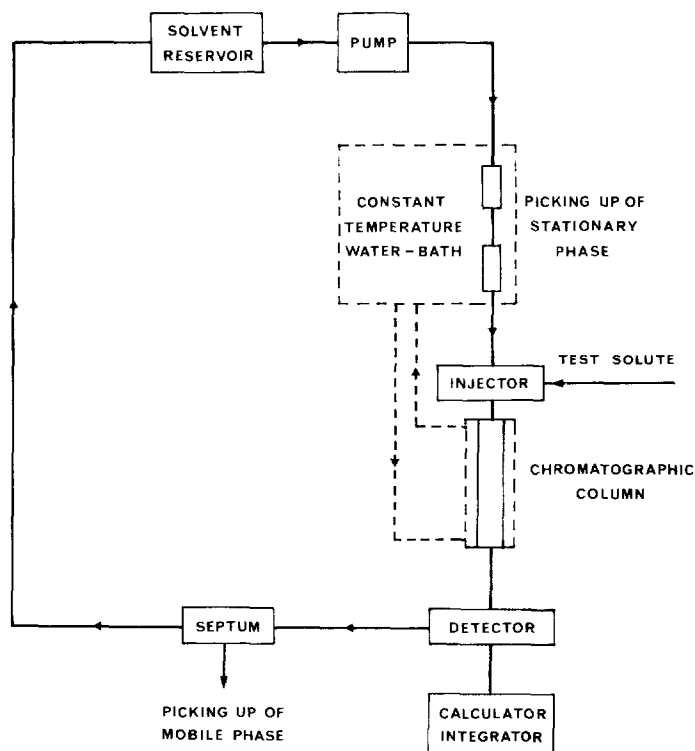 SOLVENT
RESERVOIR
PUMP
CONSTANT
TEMPERATURE
WATER-BATH
PICKING UP OF
STATIONARY
PHASE
TEST SOLUTE
INJECTOR
CHROMATOGRAPHIC
COLUMN
SEPTUM
DETECTOR
PICKING UP OF
MOBILE PHASE
CALCULATOR
INTEGRATOR